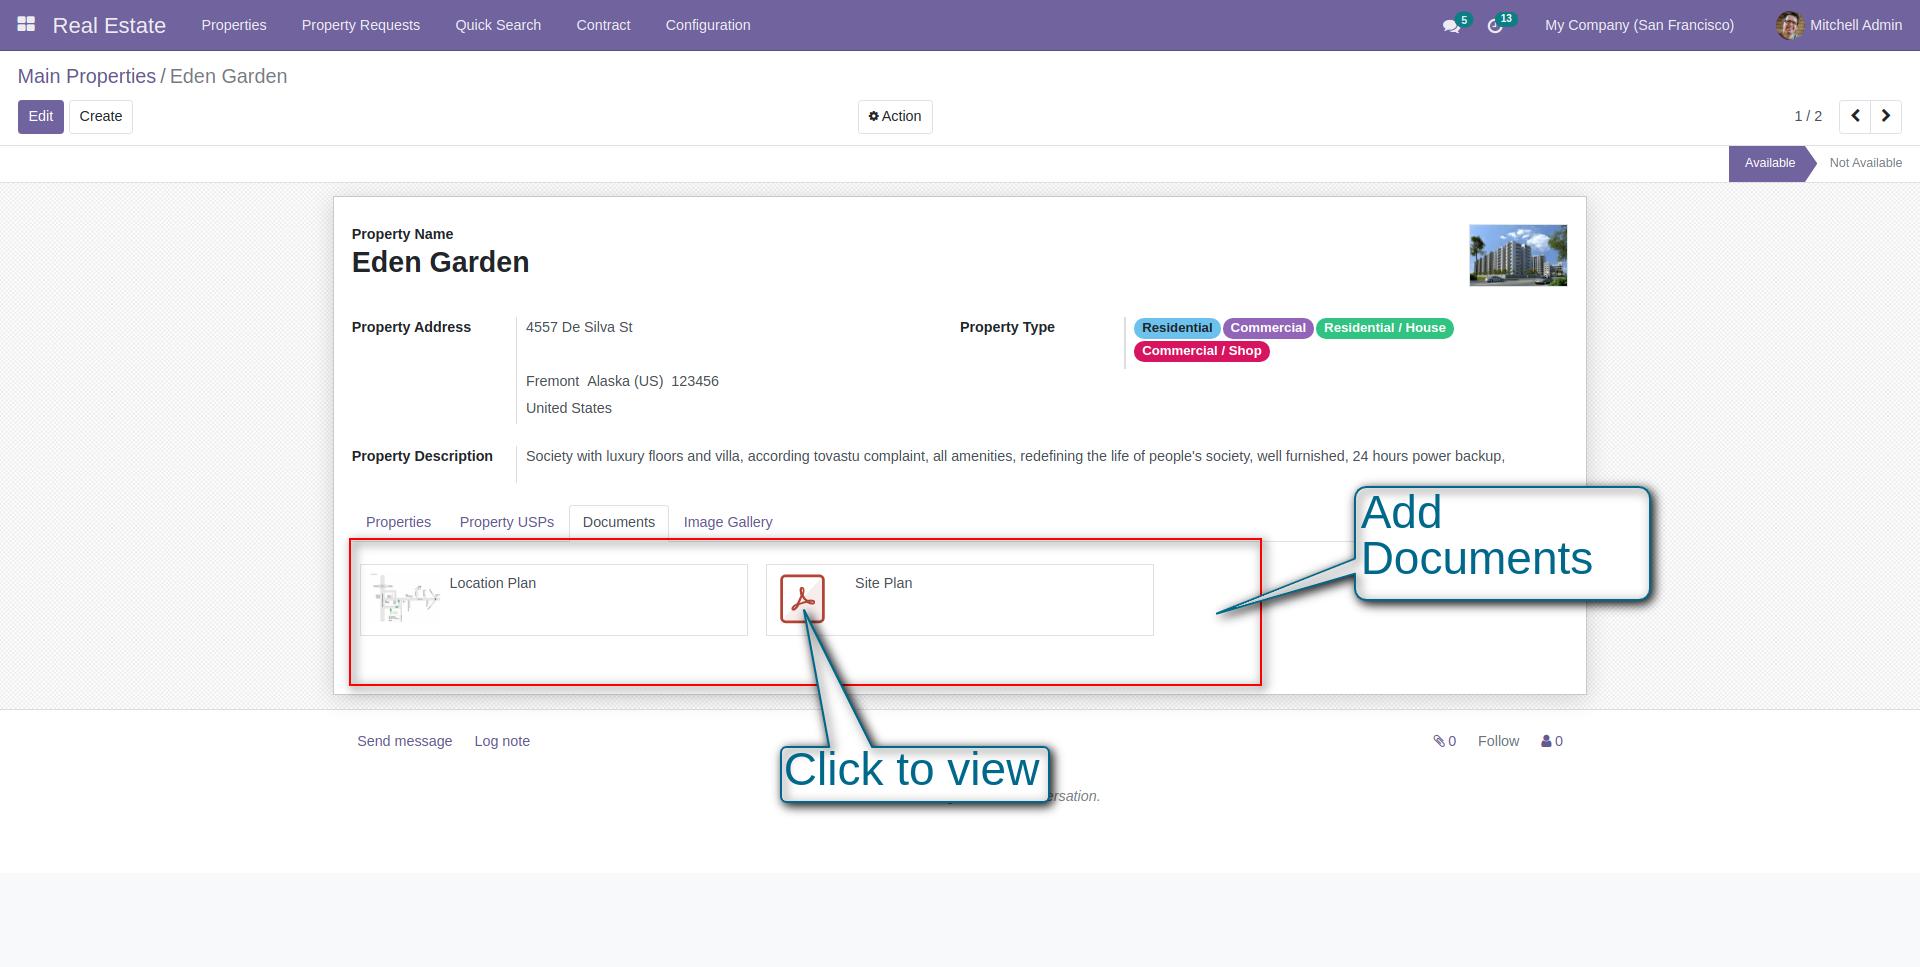 Real Estate Properties Property Requests Quick Search Contract Configuration 5 13 My Company (San Francisco) Mitchell Admin
Main Properties / Eden Garden
Edit Create Action 1 / 2
Available Not Available
Property Name
Eden Garden
Property Address 4557 De Silva St Property Type Residential Commercial Residential / House
Commercial / Shop
Fremont Alaska (US) 123456
United States
Property Description Society with luxury floors and villa, according tovastu complaint, all amenities, redefining the life of people's society, well furnished, 24 hours power backup,
Add
Documents
Properties Property USPs Documents Image Gallery
Location Plan Site Plan
Send message Log note 0 Follow 0
Click to view
ersation.